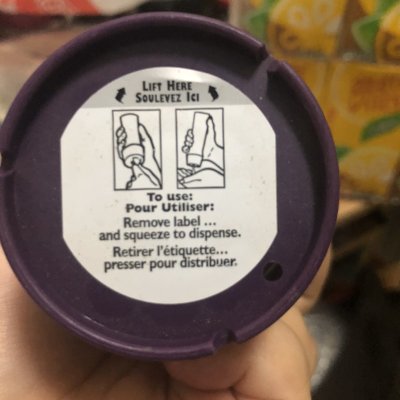 LIFT HERE
SOULEVEZ ICI
To use:
Pour Utiliser:
Remove label ...
and squeeze to dispense.
Retirer l'étiquette...
presser pour distribuer.